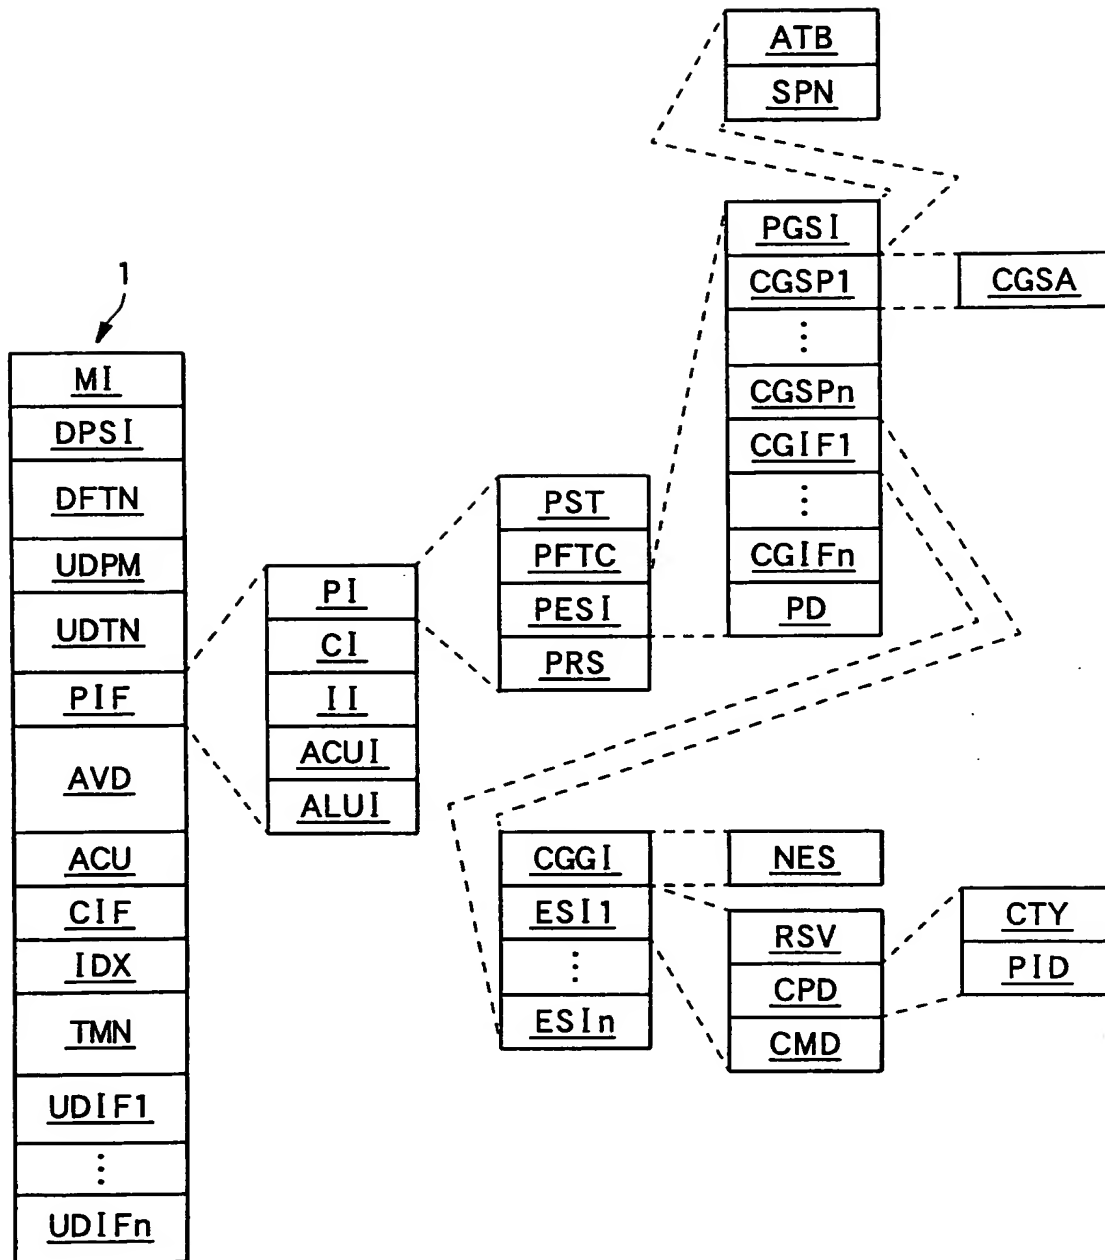 1
MI
DPSI
DFTN
UDPM
UDTN
PIF
AVD
ACU
CIF
IDX
TMN
UDIF1
⋮
UDIFn
PI
CI
II
ACUI
ALUI
PST
PFTC
PESI
PRS
ATB
SPN
PGSI
CGSP1
⋮
CGSPn
CGIF1
⋮
CGIFn
PD
CGSA
CGGI
ESI1
⋮
ESIn
NES
RSV
CPD
CMD
CTY
PID